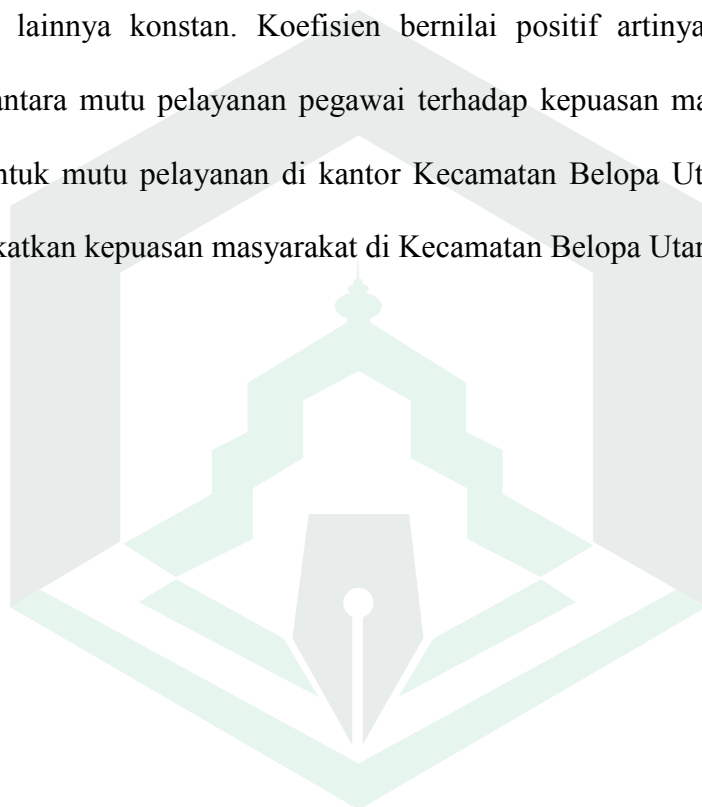 lainnya konstan. Koefisien bernilai positif artinya
antara mutu pelayanan pegawai terhadap kepuasan ma
ntuk mutu pelayanan di kantor Kecamatan Belopa Ut
katkan kepuasan masyarakat di Kecamatan Belopa Utar